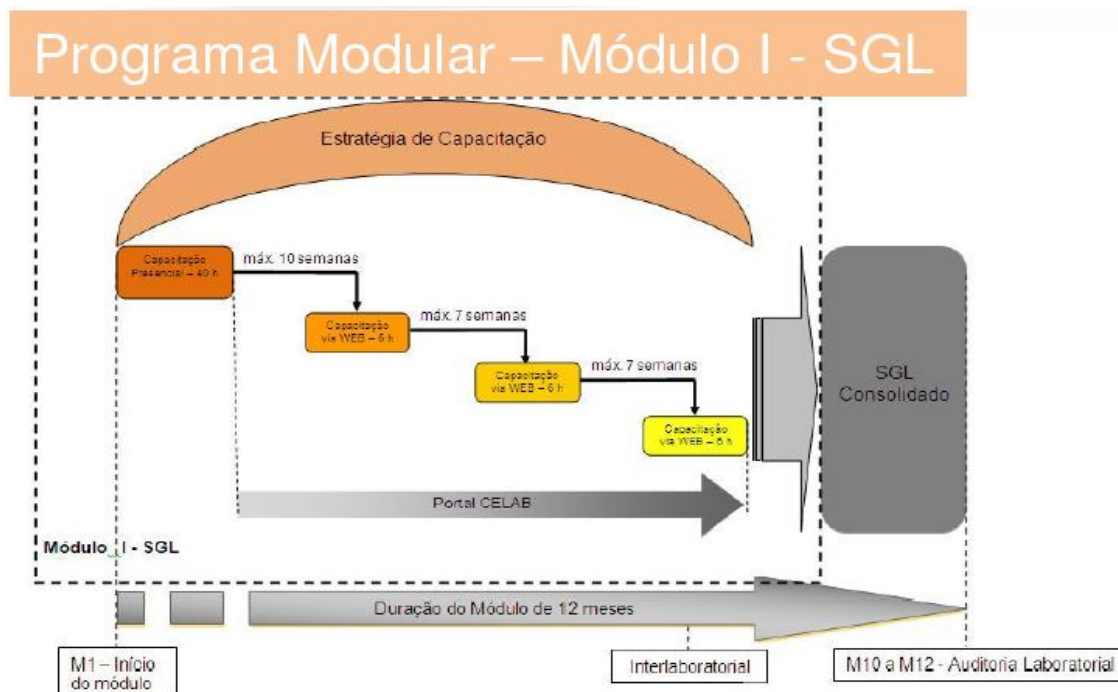 Programa Modular – Módulo I - SGL
Estratégia de Capacitação
Capacitação
Presencial – 40 h
máx. 10 semanas
Capacitação
via WEB – 6 h
máx. 7 semanas
Capacitação
via WEB – 6 h
máx. 7 semanas
Capacitação
via WEB – 6 h
SGL
Consolidado
Portal CELAB
Módulo I - SGL
Duração do Módulo de 12 meses
M1 – Início
do módulo
Interlaboratorial
M10 a M12 - Auditoria Laboratorial